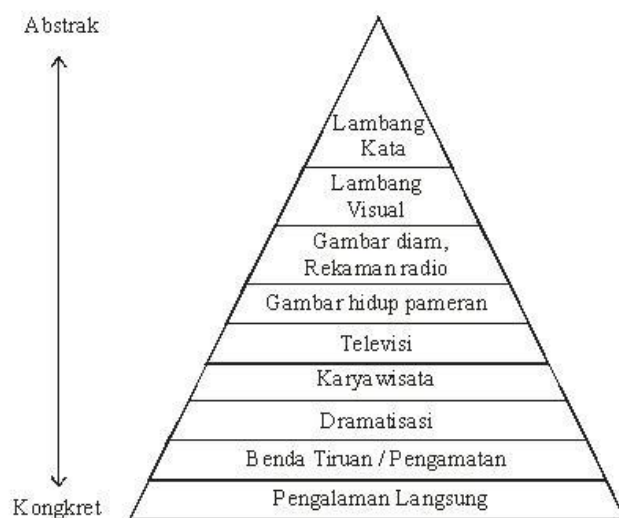 Abstrak
Lambang
Kata
Lambang
Visual
Gambar diam,
Rekaman radio
Gambar hidup pameran
Televisi
Karyawisata
Dramatisasi
Benda Tiruan / Pengamatan
Pengalaman Langsung
Kongkret